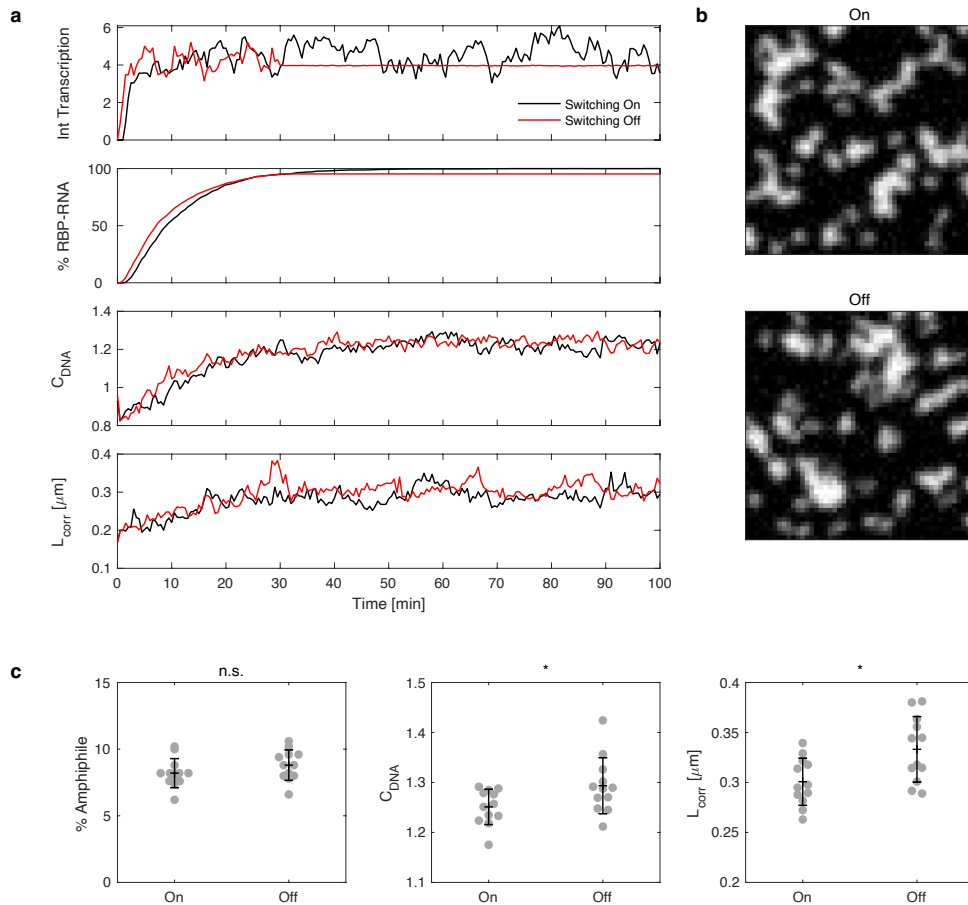 a
Int Transcription
6
4
2
0
Switching On
Switching Off
% RBP-RNA
100
50
0
C_DNA
1.4
1.2
1
0.8
L_corr [μm]
0.4
0.3
0.2
0.1
0 10 20 30 40 50 60 70 80 90 100
Time [min]
b
On
Off
c
n.s.
% Amphiphile
15
10
5
0
On Off
*
C_DNA
1.5
1.4
1.3
1.2
1.1
On Off
*
L_corr [μm]
0.4
0.35
0.3
0.25
0.2
On Off